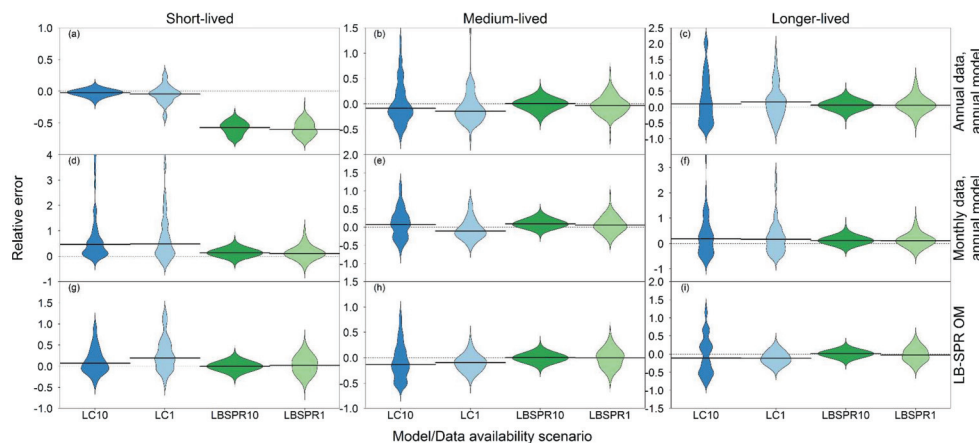 Short-lived Medium-lived Longer-lived
(a) (b) (c)
1.0 0.5 0.0 -0.5
1.5 1.0 0.5 0.0 -0.5 -1.0
2.5 2.0 1.5 1.0 0.5 0.0 -0.5 -1.0
Annual data, annual model
(d) (e) (f)
4 3 2 1 0 -1
2.0 1.5 1.0 0.5 0.0 -0.5 -1.0
3 2 1 0 1
Monthly data, annual model
(g) (h) (i)
1.5 1.0 0.5 0.0 -0.5 -1.0
1.5 1.0 0.5 0.0 -0.5 -1.0
2.0 1.5 1.0 0.5 0.0 -0.5 -1.0 -1.5
LB-SPR OM
Relative error
LC10 LC1 LBSPR10 LBSPR1 LC10 LC1 LBSPR10 LBSPR1 LC10 LC1 LBSPR10 LBSPR1
Model/Data availability scenario